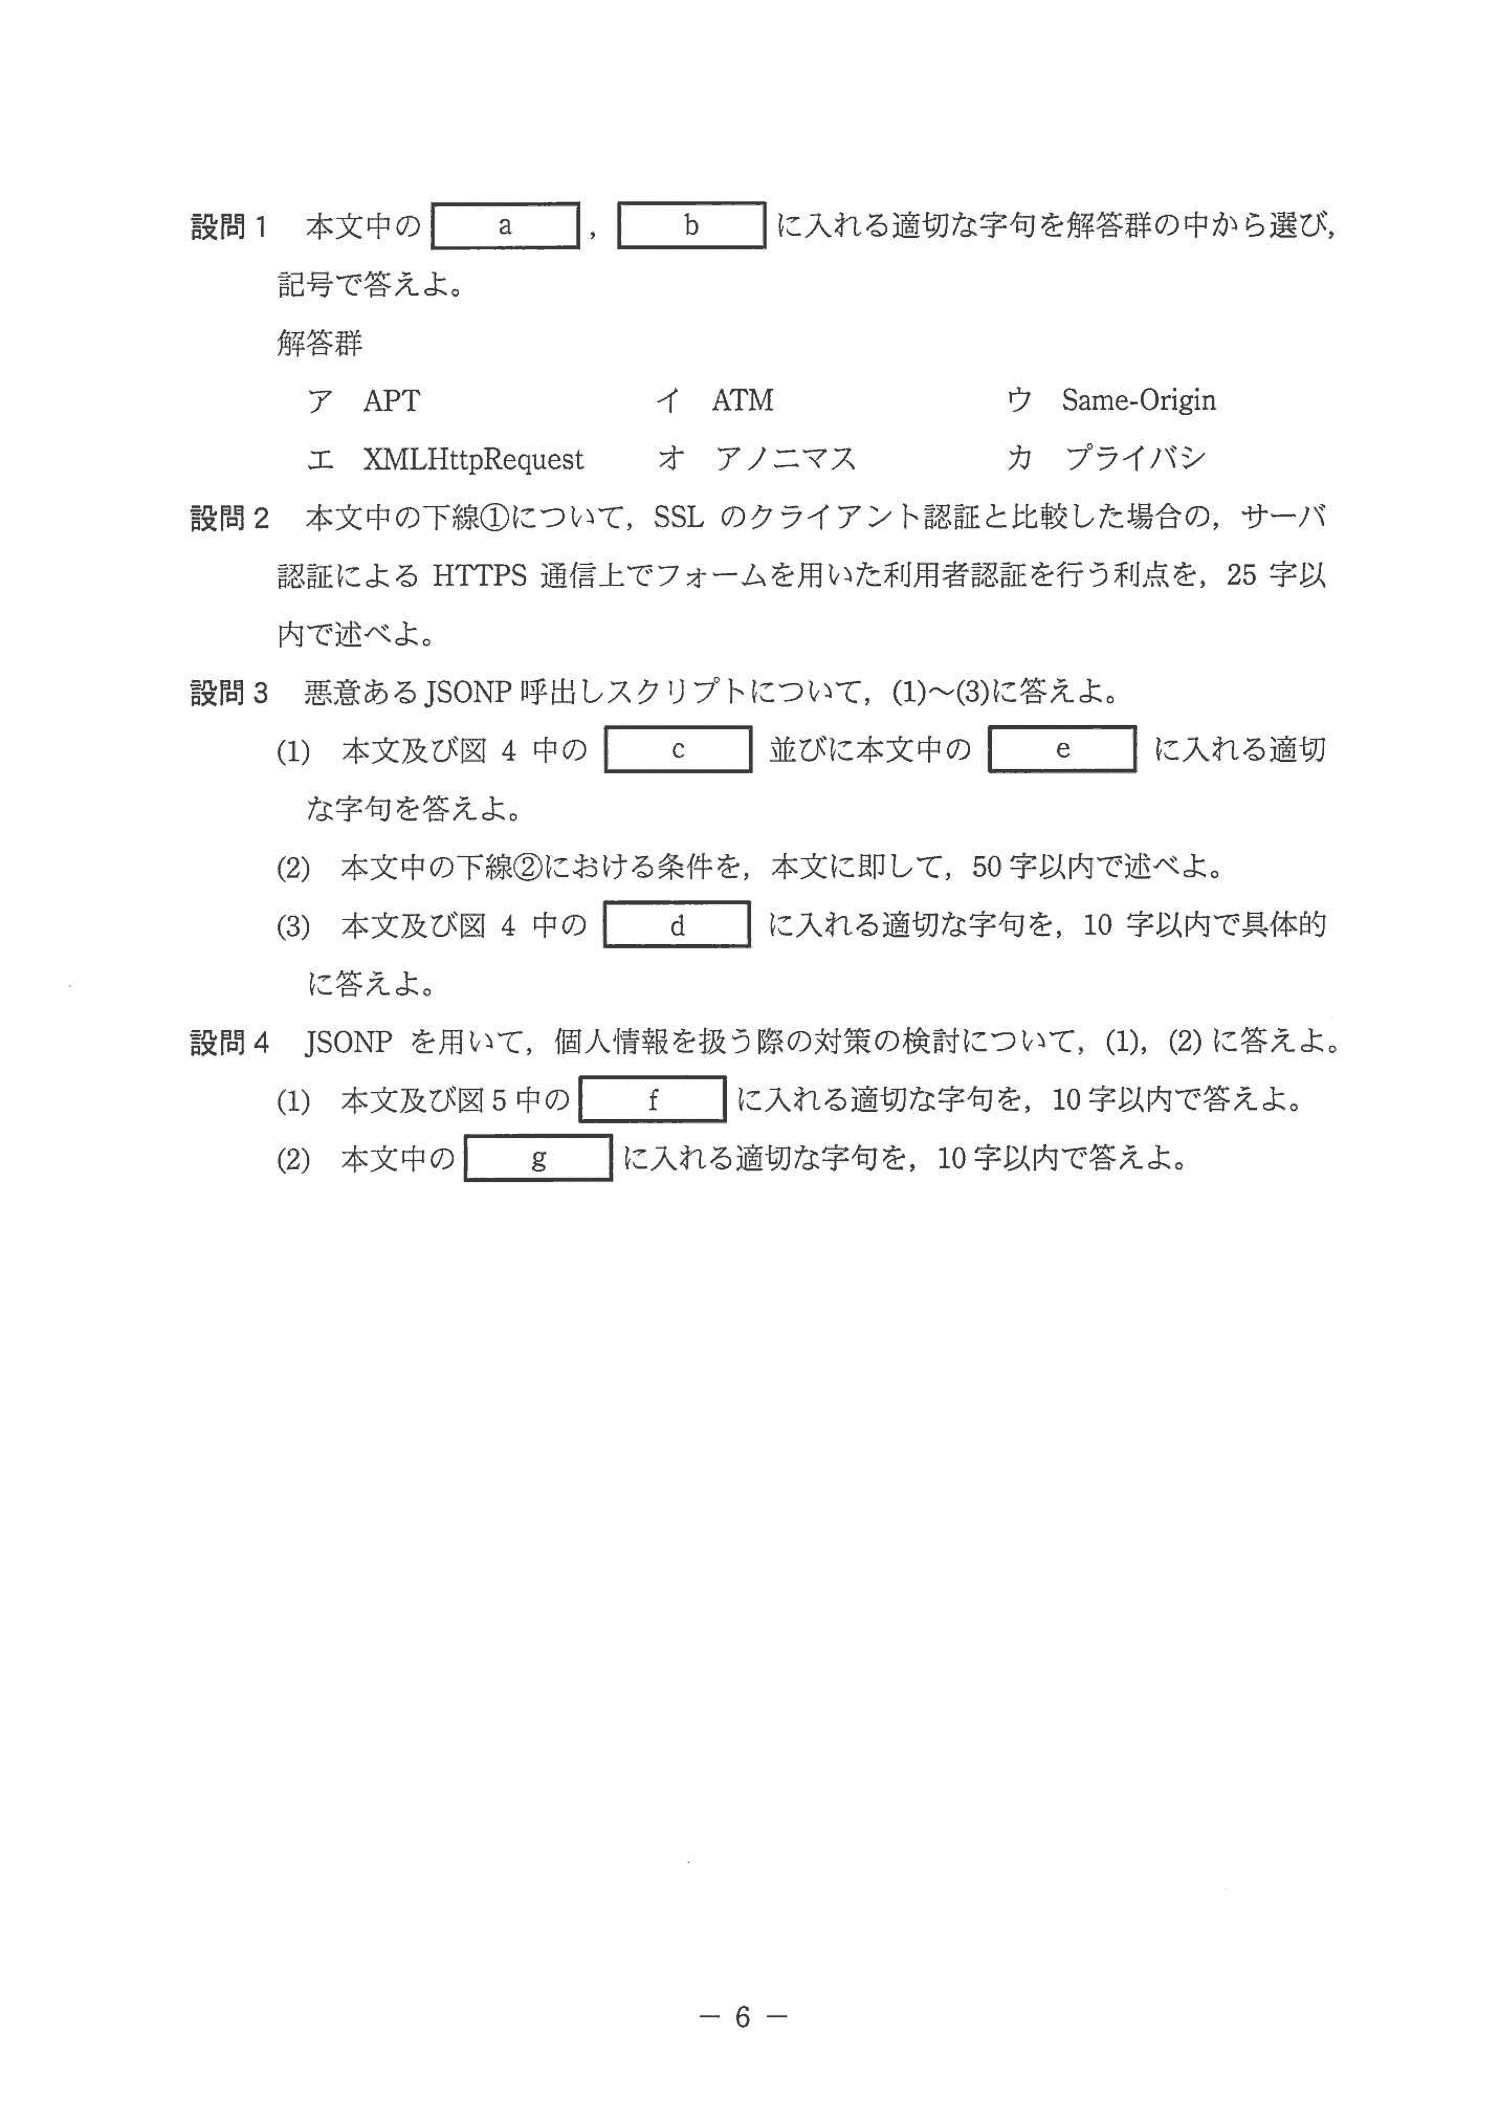 設問1 本文中の a , b に入れる適切な字句を解答群の中から選び,
記号で答えよ。
解答群
ア APT イ ATM ウ Same-Origin
エ XMLHttpRequest オ アノニマス カ プライバシ
設問2 本文中の下線①について,SSL のクライアント認証と比較した場合の,サーバ
認証による HTTPS 通信上でフォームを用いた利用者認証を行う利点を,25 字以
内で述べよ。
設問3 悪意ある JSONP 呼出しスクリプトについて,(1)〜(3)に答えよ。
(1) 本文及び図 4 中の c 並びに本文中の e に入れる適切
な字句を答えよ。
(2) 本文中の下線②における条件を,本文に即して,50 字以内で述べよ。
(3) 本文及び図 4 中の d に入れる適切な字句を,10 字以内で具体的
に答えよ。
設問4 JSONP を用いて,個人情報を扱う際の対策の検討について,(1),(2) に答えよ。
(1) 本文及び図 5 中の f に入れる適切な字句を,10 字以内で答えよ。
(2) 本文中の g に入れる適切な字句を,10 字以内で答えよ。
− 6 −